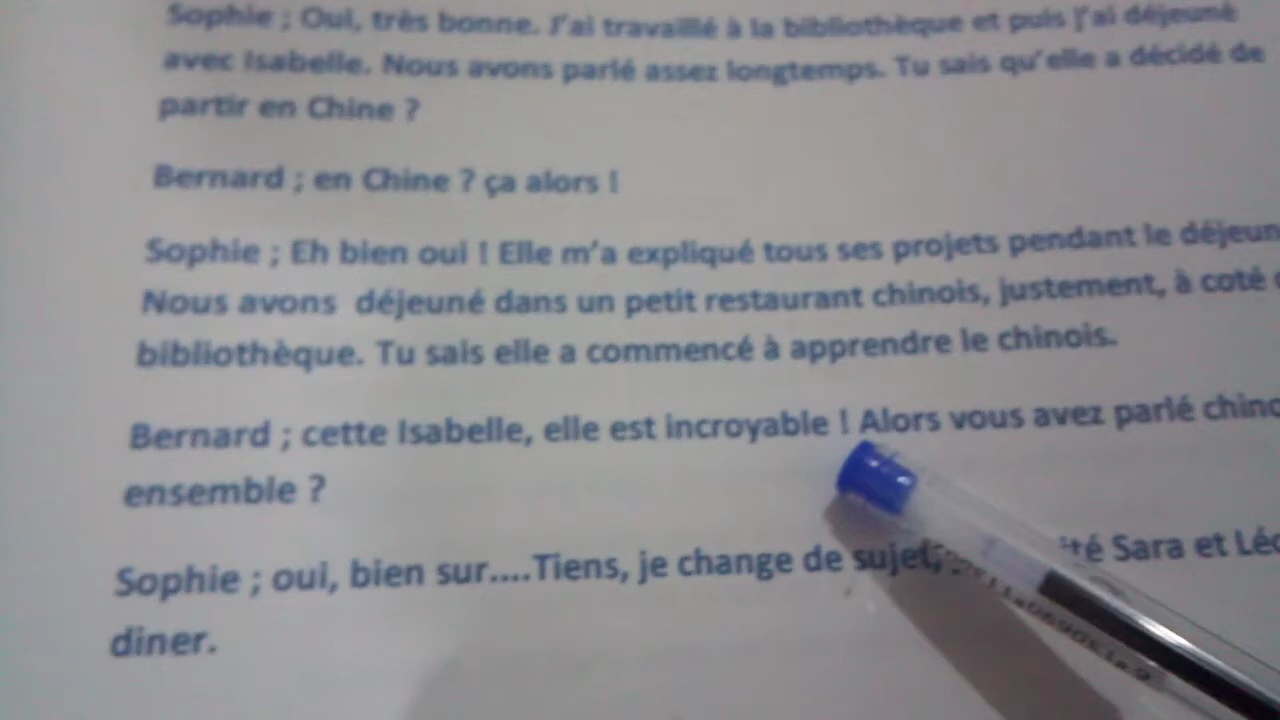 Sophie ; Oui, très bonne. J'ai travaillé à la bibliothèque et puis j'ai déjeuné
avec Isabelle. Nous avons parlé assez longtemps. Tu sais qu'elle a décidé de
partir en Chine ?
Bernard ; en Chine ? ça alors !
Sophie ; Eh bien oui ! Elle m'a expliqué tous ses projets pendant le
Nous avons déjeuné dans un petit restaurant chinois, justement, à coté
bibliothèque. Tu sais elle a commencé à apprendre le chinois.
Bernard ; cette Isabelle, elle est incroyable ! Alors vous avez parlé
ensemble ?
Sophie ; oui, bien sur....Tiens, je change de sujet, Sara et
diner.